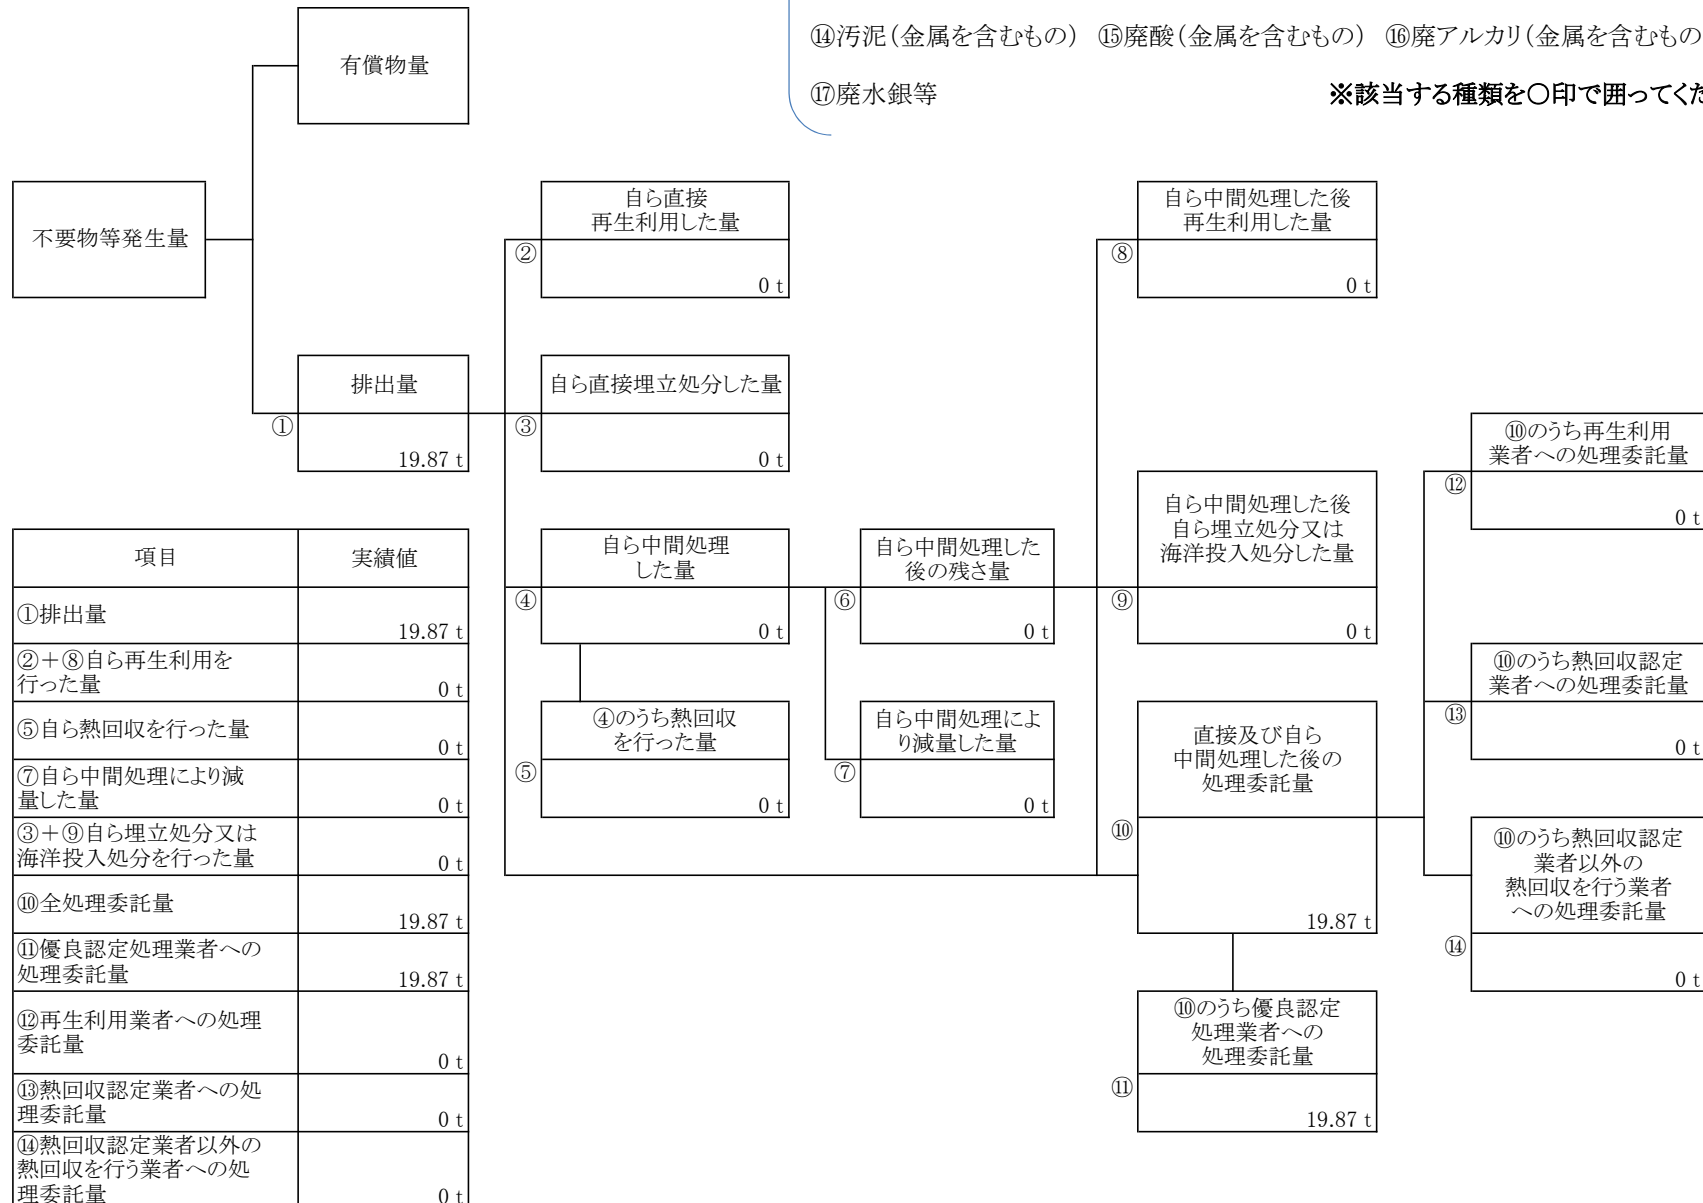 ⑭汚泥(金属を含むもの) ⑮廃酸(金属を含むもの) ⑯廃アルカリ(金属を含むもの
⑰廃水銀等
※該当する種類を○印で囲ってくだ
有償物量
不要物等発生量
排出量
①
19.87 t
自ら直接
再生利用した量
②
0 t
自ら直接埋立処分した量
③
0 t
自ら中間処理
した量
④
0 t
④のうち熱回収
を行った量
⑤
0 t
自ら中間処理した
後の残さ量
⑥
0 t
自ら中間処理によ
り減量した量
⑦
0 t
自ら中間処理した後
再生利用した量
⑧
0 t
自ら中間処理した後
自ら埋立処分又は
海洋投入処分した量
⑨
0 t
直接及び自ら
中間処理した後の
処理委託量
⑩
19.87 t
⑩のうち優良認定
処理業者への
処理委託量
⑪
19.87 t
⑩のうち再生利用
業者への処理委託量
⑫
0 t
⑩のうち熱回収認定
業者への処理委託量
⑬
0 t
⑩のうち熱回収認定
業者以外の
熱回収を行う業者
への処理委託量
⑭
0 t
項目 実績値
①排出量
19.87 t
②+⑧自ら再生利用を
行った量
0 t
⑤自ら熱回収を行った量
0 t
⑦自ら中間処理により減
量した量
0 t
③+⑨自ら埋立処分又は
海洋投入処分を行った量
0 t
⑩全処理委託量
19.87 t
⑪優良認定処理業者への
処理委託量
19.87 t
⑫再生利用業者への処理
委託量
0 t
⑬熱回収認定業者への処
理委託量
0 t
⑭熱回収認定業者以外の
熱回収を行う業者への処
理委託量
0 t